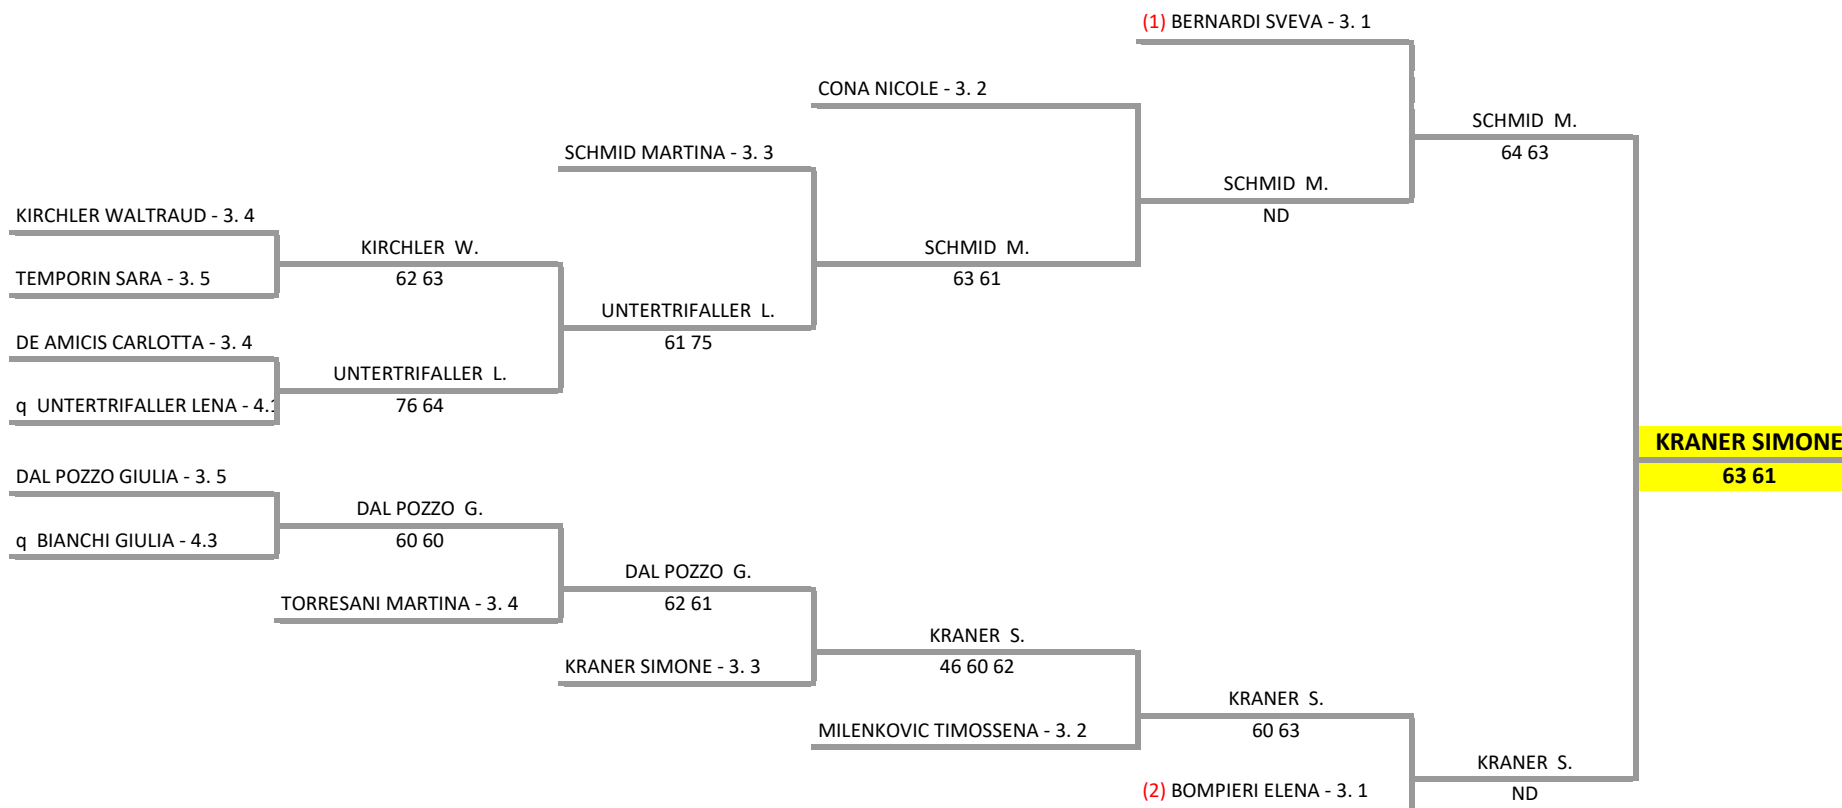 (1) BERNARDI SVEVA - 3. 1
CONA NICOLE - 3. 2
SCHMID M.
64 63
SCHMID MARTINA - 3. 3
SCHMID M.
ND
KIRCHLER WALTRAUD - 3. 4
KIRCHLER W.
62 63
SCHMID M.
63 61
TEMPORIN SARA - 3. 5
UNTERTRIFALLER L.
61 75
DE AMICIS CARLOTTA - 3. 4
UNTERTRIFALLER L.
76 64
q UNTERTRIFALLER LENA - 4.1
KRANER SIMONE
63 61
DAL POZZO GIULIA - 3. 5
DAL POZZO G.
60 60
q BIANCHI GIULIA - 4.3
DAL POZZO G.
62 61
TORRESANI MARTINA - 3. 4
KRANER S.
46 60 62
KRANER SIMONE - 3. 3
KRANER S.
60 63
MILENKOVIC TIMOSSENA - 3. 2
KRANER S.
ND
(2) BOMPIERI ELENA - 3. 1